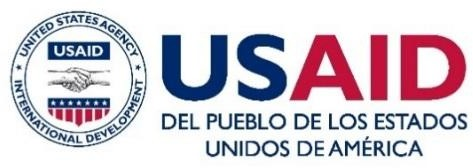 UNITED STATES AGENCY
USAID
INTERNATIONAL DEVELOPMENT
USAID
DEL PUEBLO DE LOS ESTADOS
UNIDOS DE AMÉRICA